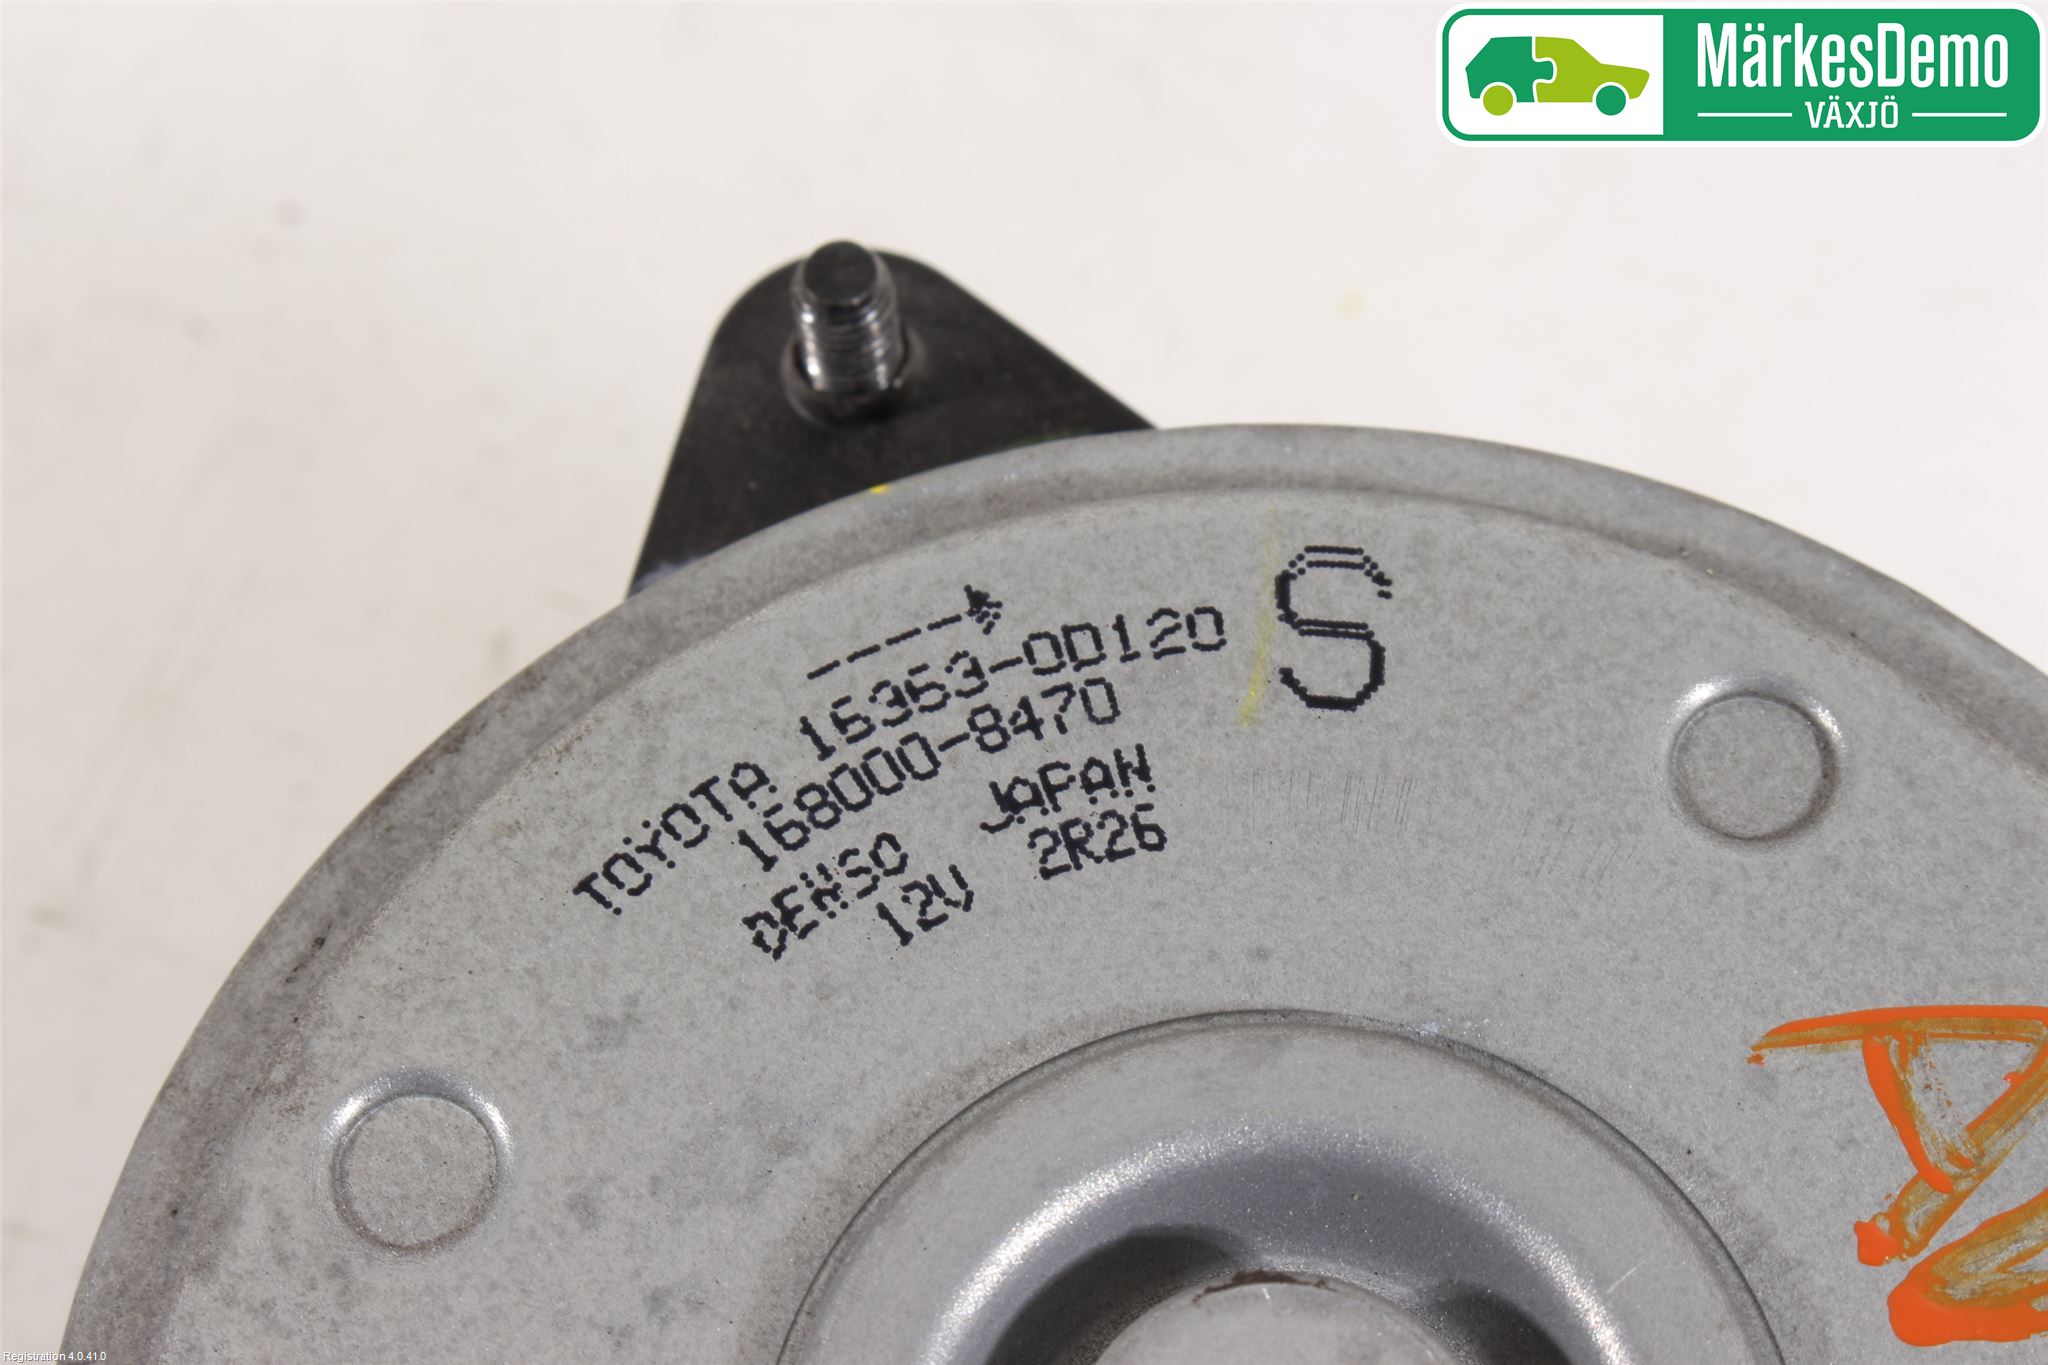 MärkesDemo
VÄXJÖ
S
TOYOTA 16363-0D120
168000-8470
DENSO JAPAN
12V 2R26
Registration 4.0.41.0